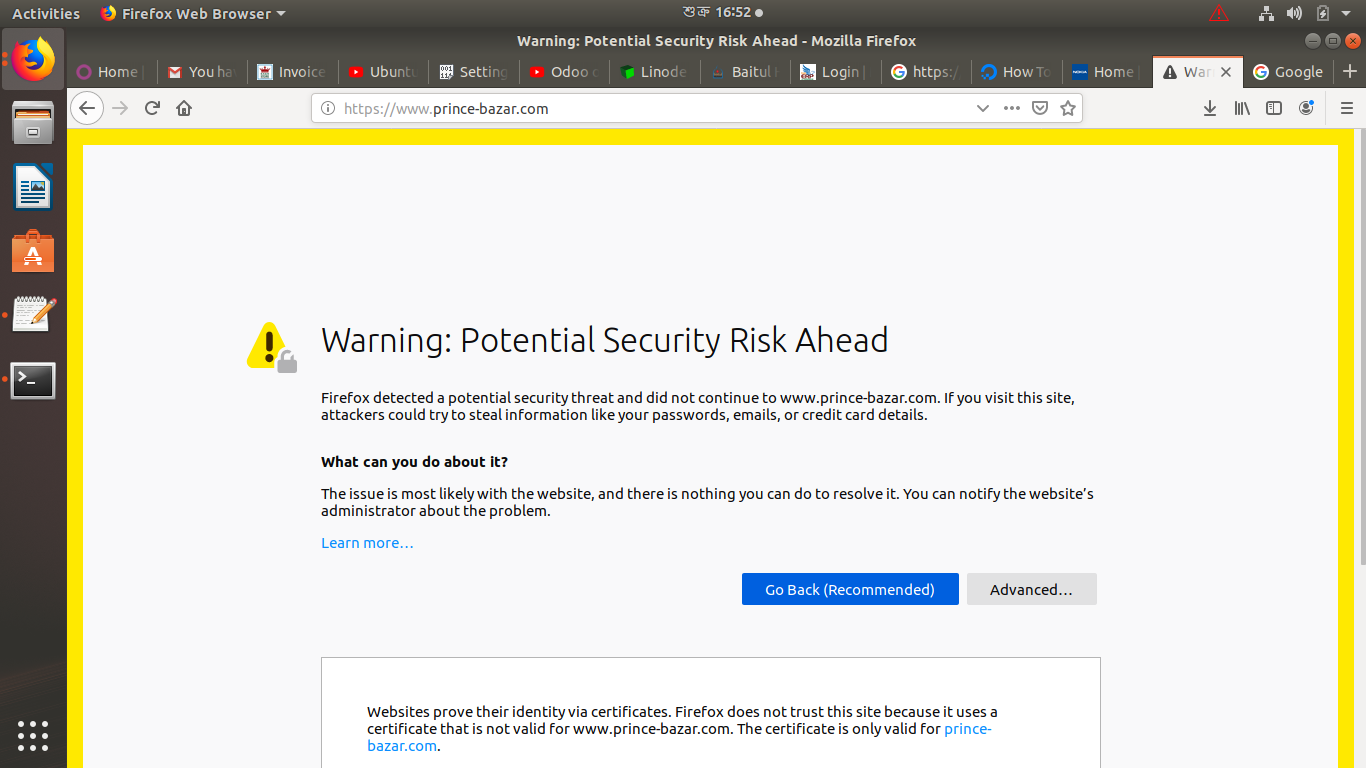 Activities Firefox Web Browser শুক্র 16:52
Warning: Potential Security Risk Ahead - Mozilla Firefox
Home You ha Invoice Ubuntu Setting Odoo Linode Baitul Login https:/ How To Home War Google
https://www.prince-bazar.com
Warning: Potential Security Risk Ahead
Firefox detected a potential security threat and did not continue to www.prince-bazar.com. If you visit this site,
attackers could try to steal information like your passwords, emails, or credit card details.
What can you do about it?
The issue is most likely with the website, and there is nothing you can do to resolve it. You can notify the website’s
administrator about the problem.
Learn more…
Go Back (Recommended) Advanced…
Websites prove their identity via certificates. Firefox does not trust this site because it uses a
certificate that is not valid for www.prince-bazar.com. The certificate is only valid for prince-
bazar.com.